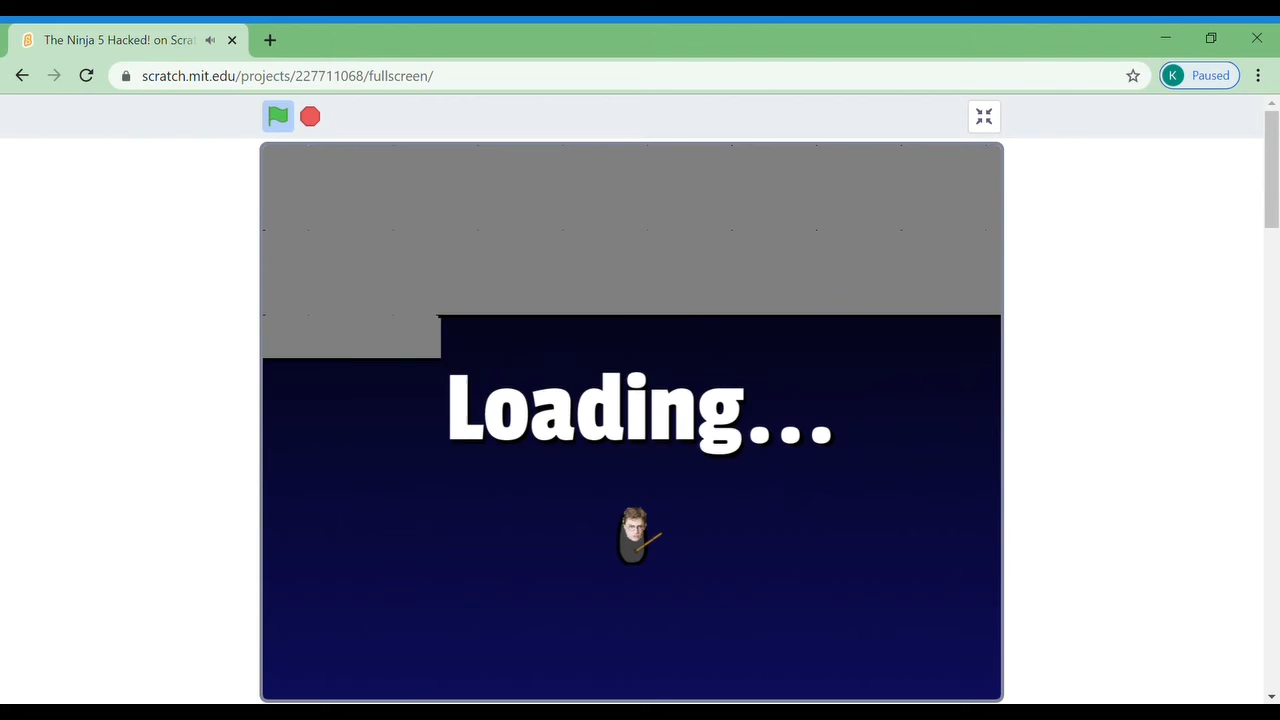 The Ninja 5 Hacked! on Scra
scratch.mit.edu/projects/227711068/fullscreen/
K Paused
Loading...